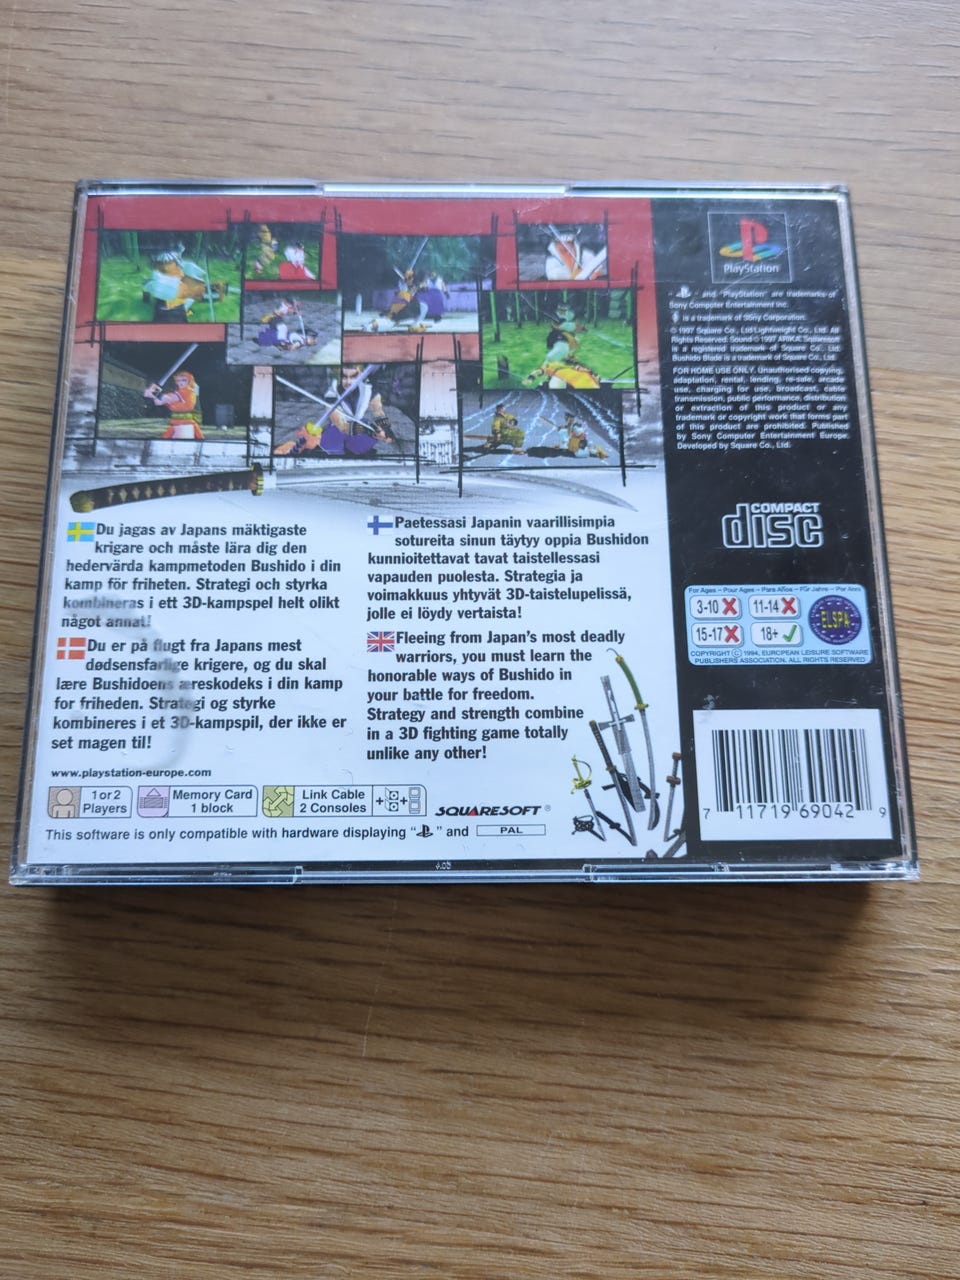 Du jagas av Japans mäktigaste
krigare och måste lära dig den
hedervärda kampmetoden Bushido i din
kamp för friheten. Strategi och styrka
kombineras i ett 3D-kampspel helt olikt
något annat!
Du er på flugt fra Japans mest
dødsensfarlige krigere, og du skal
lære Bushidoens æreskodeks i din kamp
for friheden. Strategi og styrke
kombineres i et 3D-kampspil, der ikke er
set magen til!
Paetessasi Japanin vaarillisimpia
sotureita sinun täytyy oppia Bushidon
kunnioitettavat tavat taistellessasi
vapauden puolesta. Strategia ja
voimakkuus yhtyvät 3D-taistelupelissä,
jolle ei löydy vertaista!
Fleeing from Japan's most deadly
warriors, you must learn the
honorable ways of Bushido in
your battle for freedom.
Strategy and strength combine
in a 3D fighting game totally
unlike any other!
www.playstation-europe.com
1 or 2
Players
Memory Card
1 block
Link Cable
2 Consoles
SQUARESOFT®
This software is only compatible with hardware displaying " " and PAL
PlayStation
" " and "PlayStation" are trademarks of
Sony Computer Entertainment Inc.
is a trademark of Sony Corporation.
© 1997 Square Co., Ltd/Lightweight Co., Ltd. All
Rights Reserved. Sound © 1997 ARIKA. Squaresoft
is a registered trademark of Square Co., Ltd.
Bushido Blade is a trademark of Square Co., Ltd.
FOR HOME USE ONLY. Unauthorised copying,
adaptation, rental, lending, re-sale, arcade
use, charging for use, broadcast, cable
transmission, public performance, distribution
or extraction of this product or any
trademark or copyright work that forms part
of this product are prohibited. Published
by Sony Computer Entertainment Europe.
Developed by Square Co., Ltd.
COMPACT
disc
For Ages - Pour Ages - Para Años - Für Jahre - Por Anni
3-10
11-14
15-17
18+
ELSPA
COPYRIGHT © 1994, EUROPEAN LEISURE SOFTWARE
PUBLISHERS ASSOCIATION. ALL RIGHTS RESERVED
7 11719 69042 9